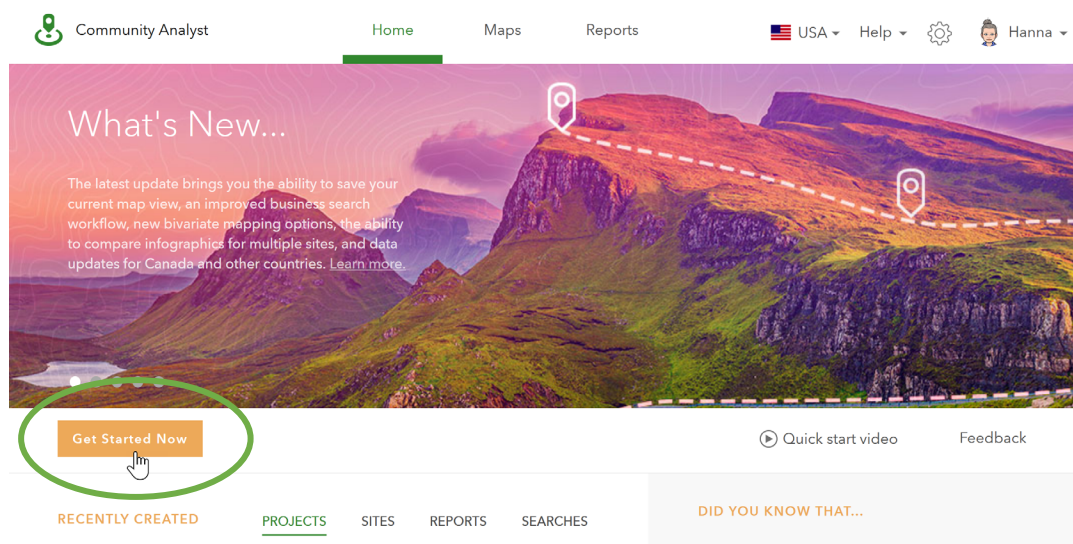 Community Analyst
Home
Maps
Reports
USA
Help
Hanna
What's New...
The latest update brings you the ability to save your
current map view, an improved business search
workflow, new bivariate mapping options, the ability
to compare infographics for multiple sites, and data
updates for Canada and other countries. Learn more.
Get Started Now
Quick start video
Feedback
RECENTLY CREATED
PROJECTS
SITES
REPORTS
SEARCHES
DID YOU KNOW THAT...